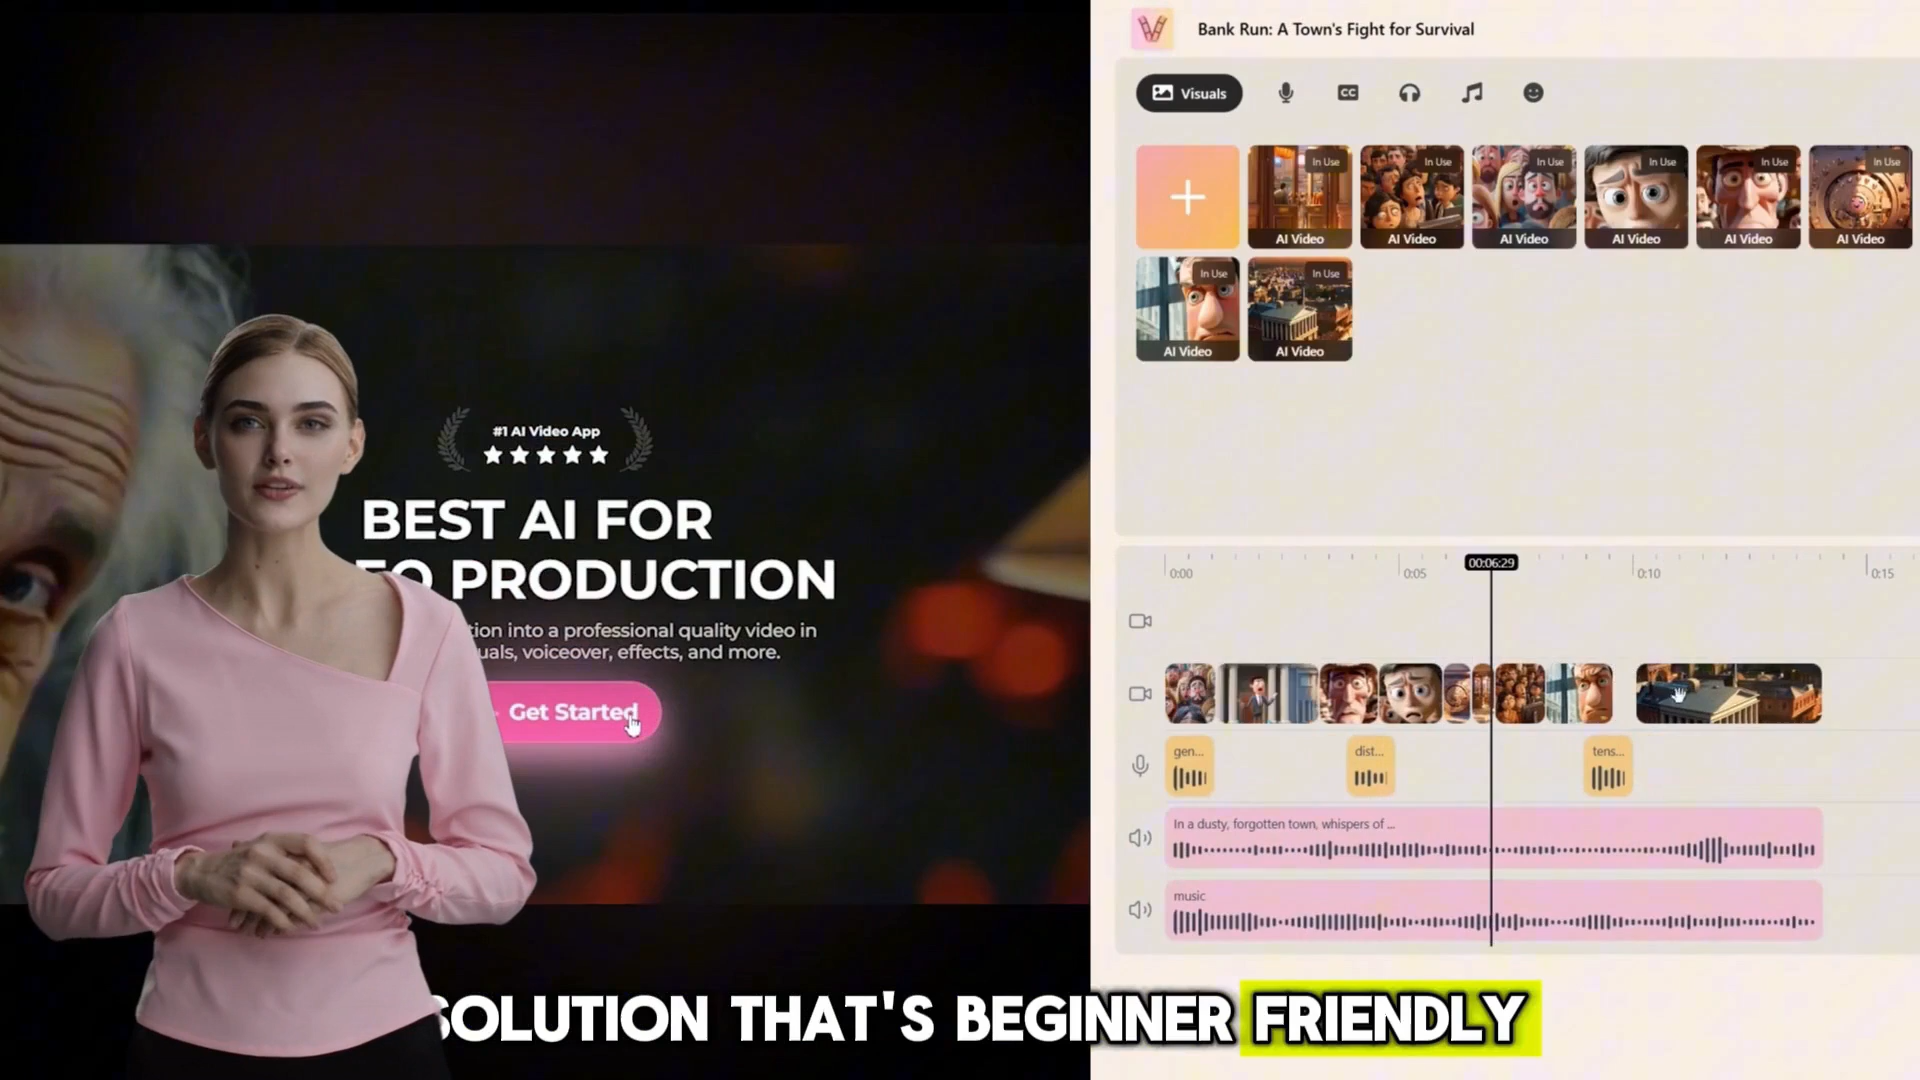 #1 AI Video App
BEST AI FOR
PRODUCTION
tion into a professional quality video in
uals, voiceover, effects, and more.
Get Started
Bank Run: A Town's Fight for Survival
Visuals
CC
In Use
In Use
In Use
In Use
In Use
In Use
AI Video
AI Video
AI Video
AI Video
AI Video
AI Video
In Use
In Use
AI Video
AI Video
0:00
0:05
00:06:29
0:10
0:15
gen...
dist...
tens...
In a dusty, forgotten town, whispers of ...
music
SOLUTION THAT'S BEGINNER FRIENDLY